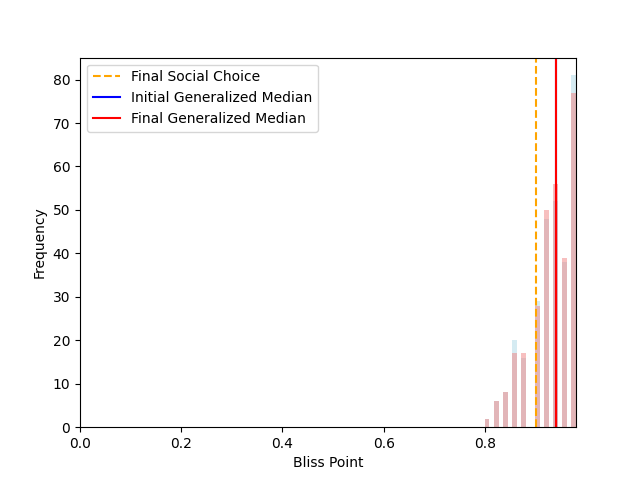 Final Social Choice
Initial Generalized Median
Final Generalized Median
80
70
60
50
40
30
20
10
0
Frequency
0.0 0.2 0.4 0.6 0.8
Bliss Point